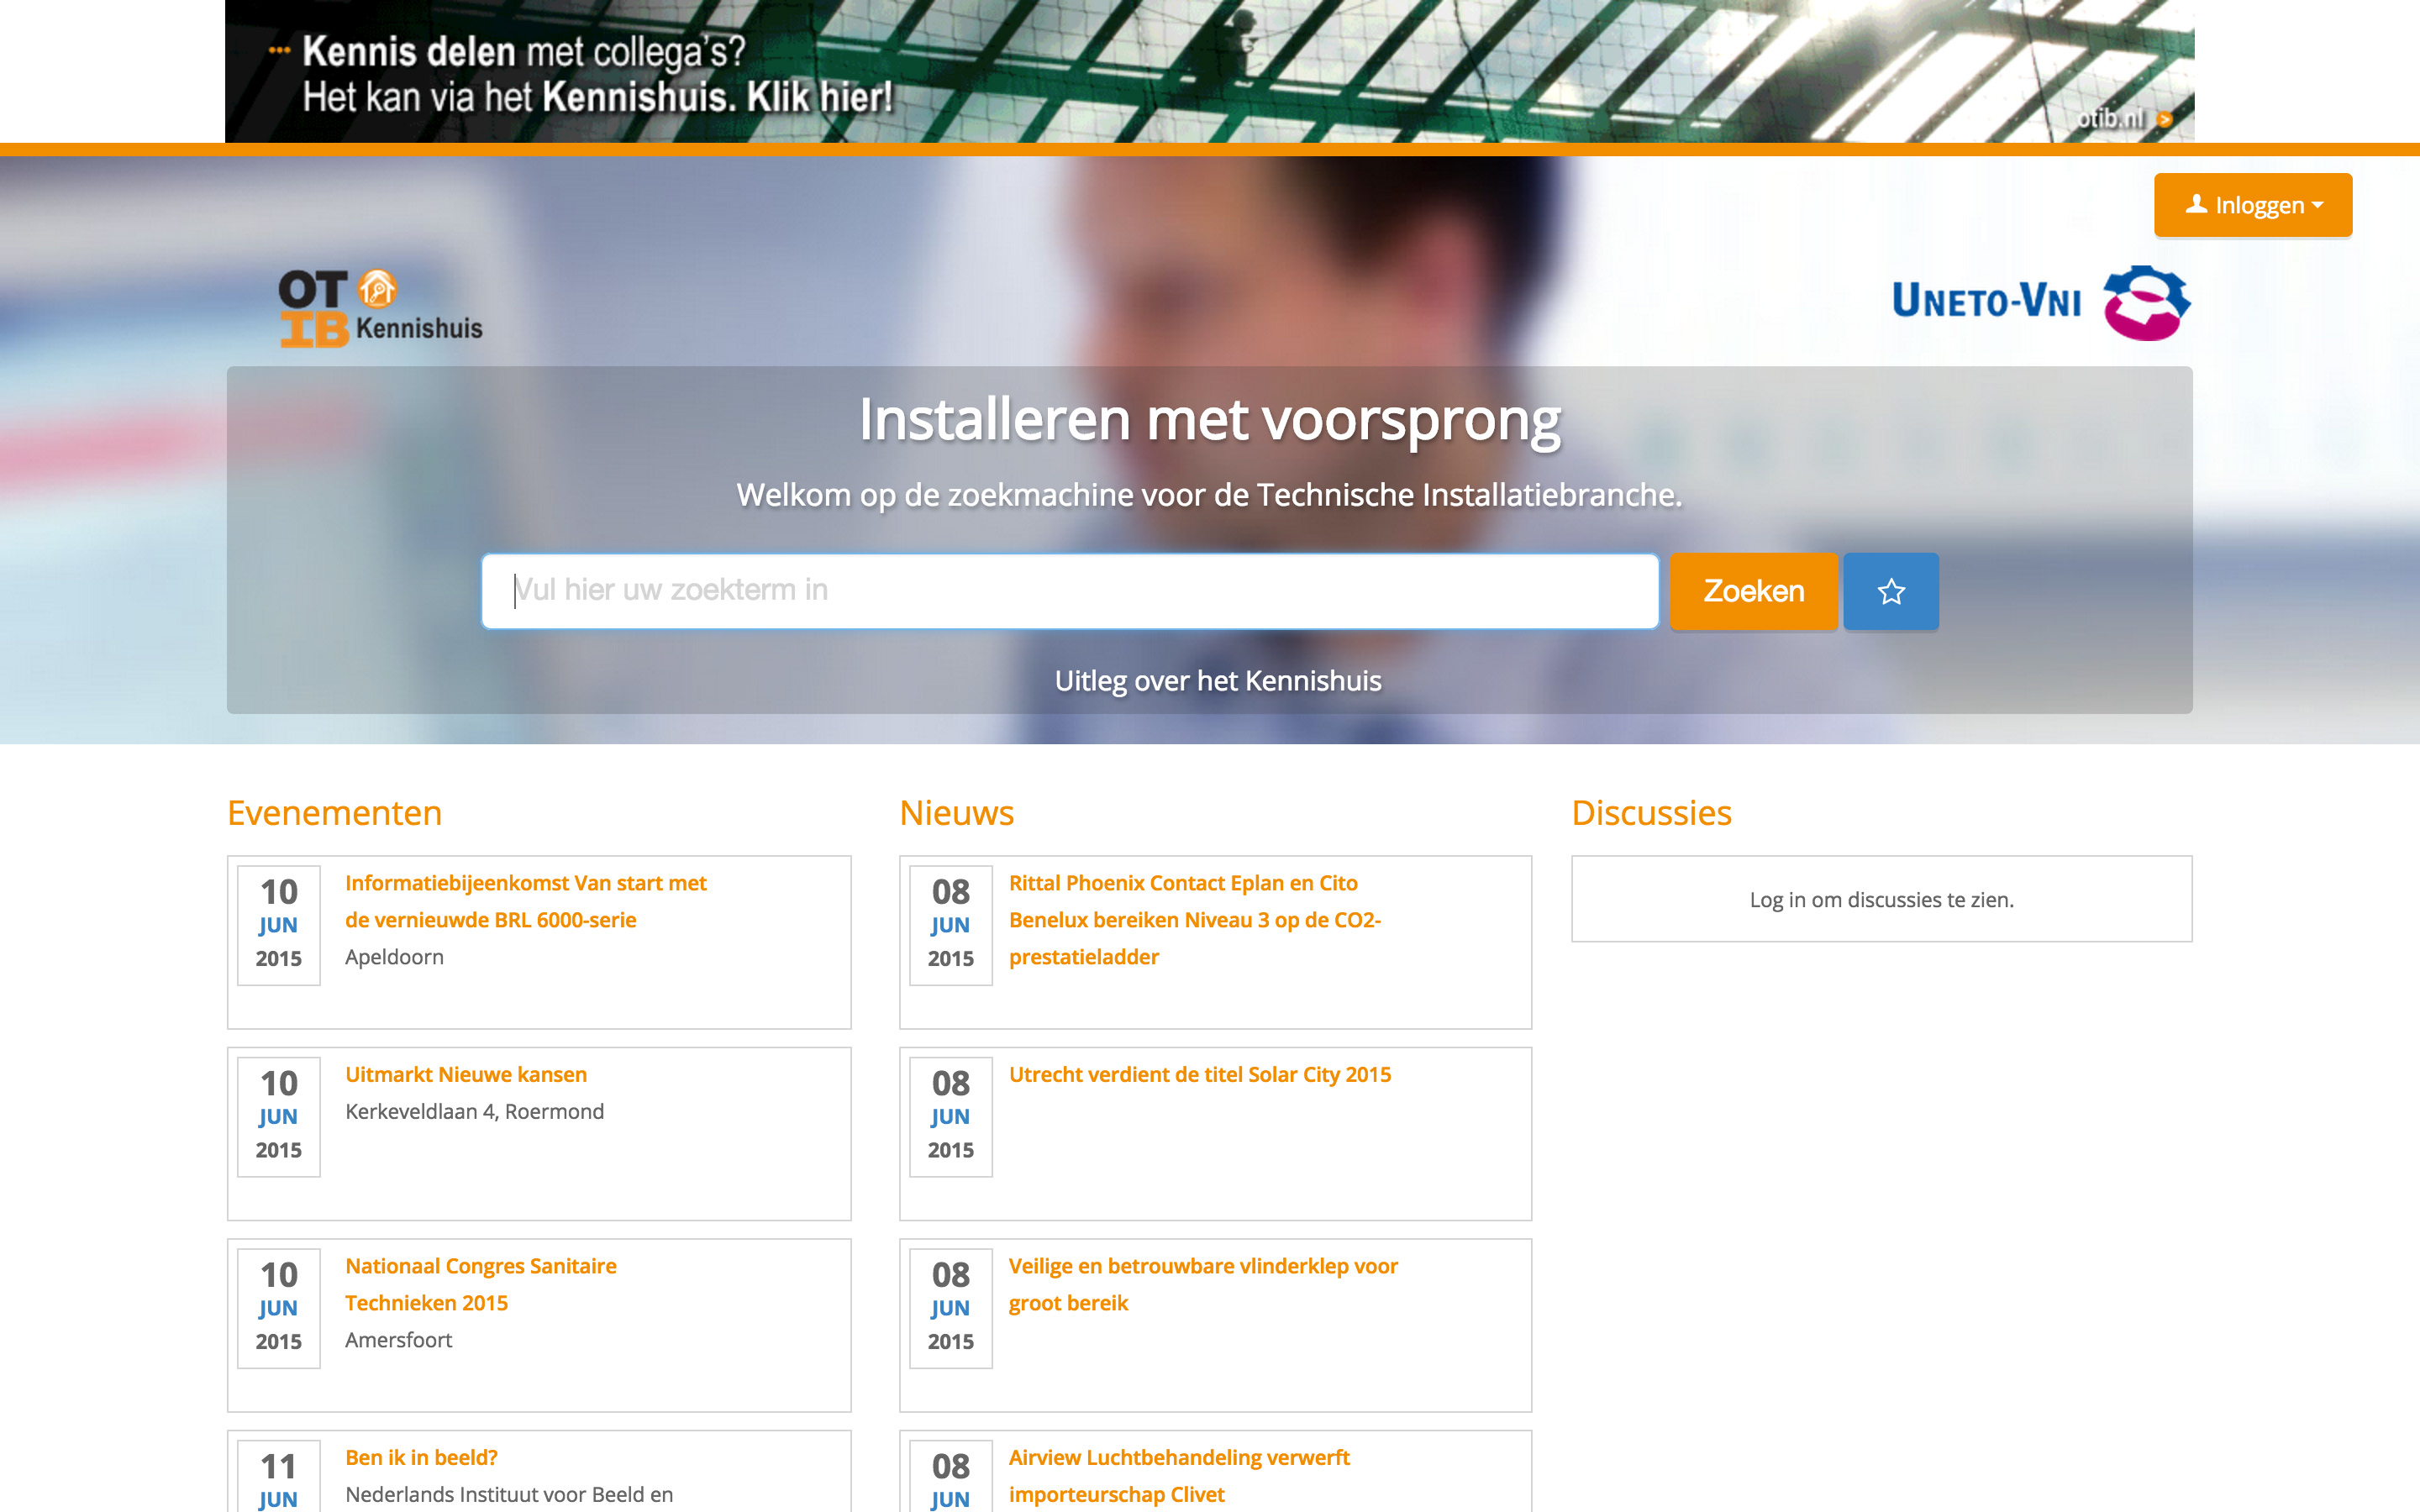 Kennis delen met collega's?
Het kan via het Kennishuis. Klik hier!
otib.nl
Inloggen
OT
IB Kennishuis
UNETO-VNI
Installeren met voorsprong
Welkom op de zoekmachine voor de Technische Installatiebranche.
Vul hier uw zoekterm in
Zoeken
Uitleg over het Kennishuis
Evenementen
10
JUN
2015
Informatiebijeenkomst Van start met
de vernieuwde BRL 6000-serie
Apeldoorn
10
JUN
2015
Uitmarkt Nieuwe kansen
Kerkeveldlaan 4, Roermond
10
JUN
2015
Nationaal Congres Sanitaire
Technieken 2015
Amersfoort
11
JUN
Ben ik in beeld?
Nederlands Instituut voor Beeld en
Nieuws
08
JUN
2015
Rittal Phoenix Contact Eplan en Cito
Benelux bereiken Niveau 3 op de CO2-
prestatieladder
08
JUN
2015
Utrecht verdient de titel Solar City 2015
08
JUN
2015
Veilige en betrouwbare vlinderklep voor
groot bereik
08
JUN
Airview Luchtbehandeling verwerft
importeurschap Clivet
Discussies
Log in om discussies te zien.